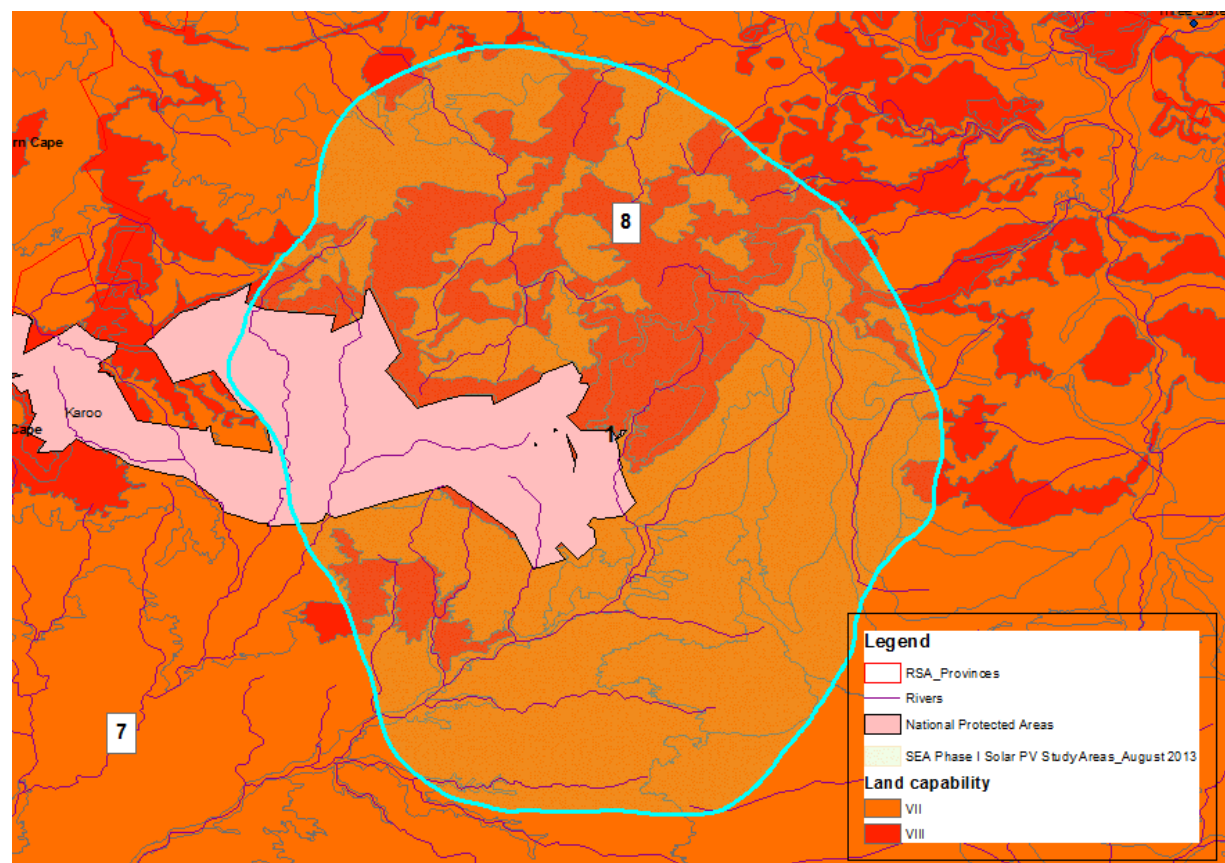 rn Cape
8
Karoo
Cape
1
7
Legend
RSA_Provinces
Rivers
National Protected Areas
SEA Phase I Solar PV Study Areas_August 2013
Land capability
VII
VIII